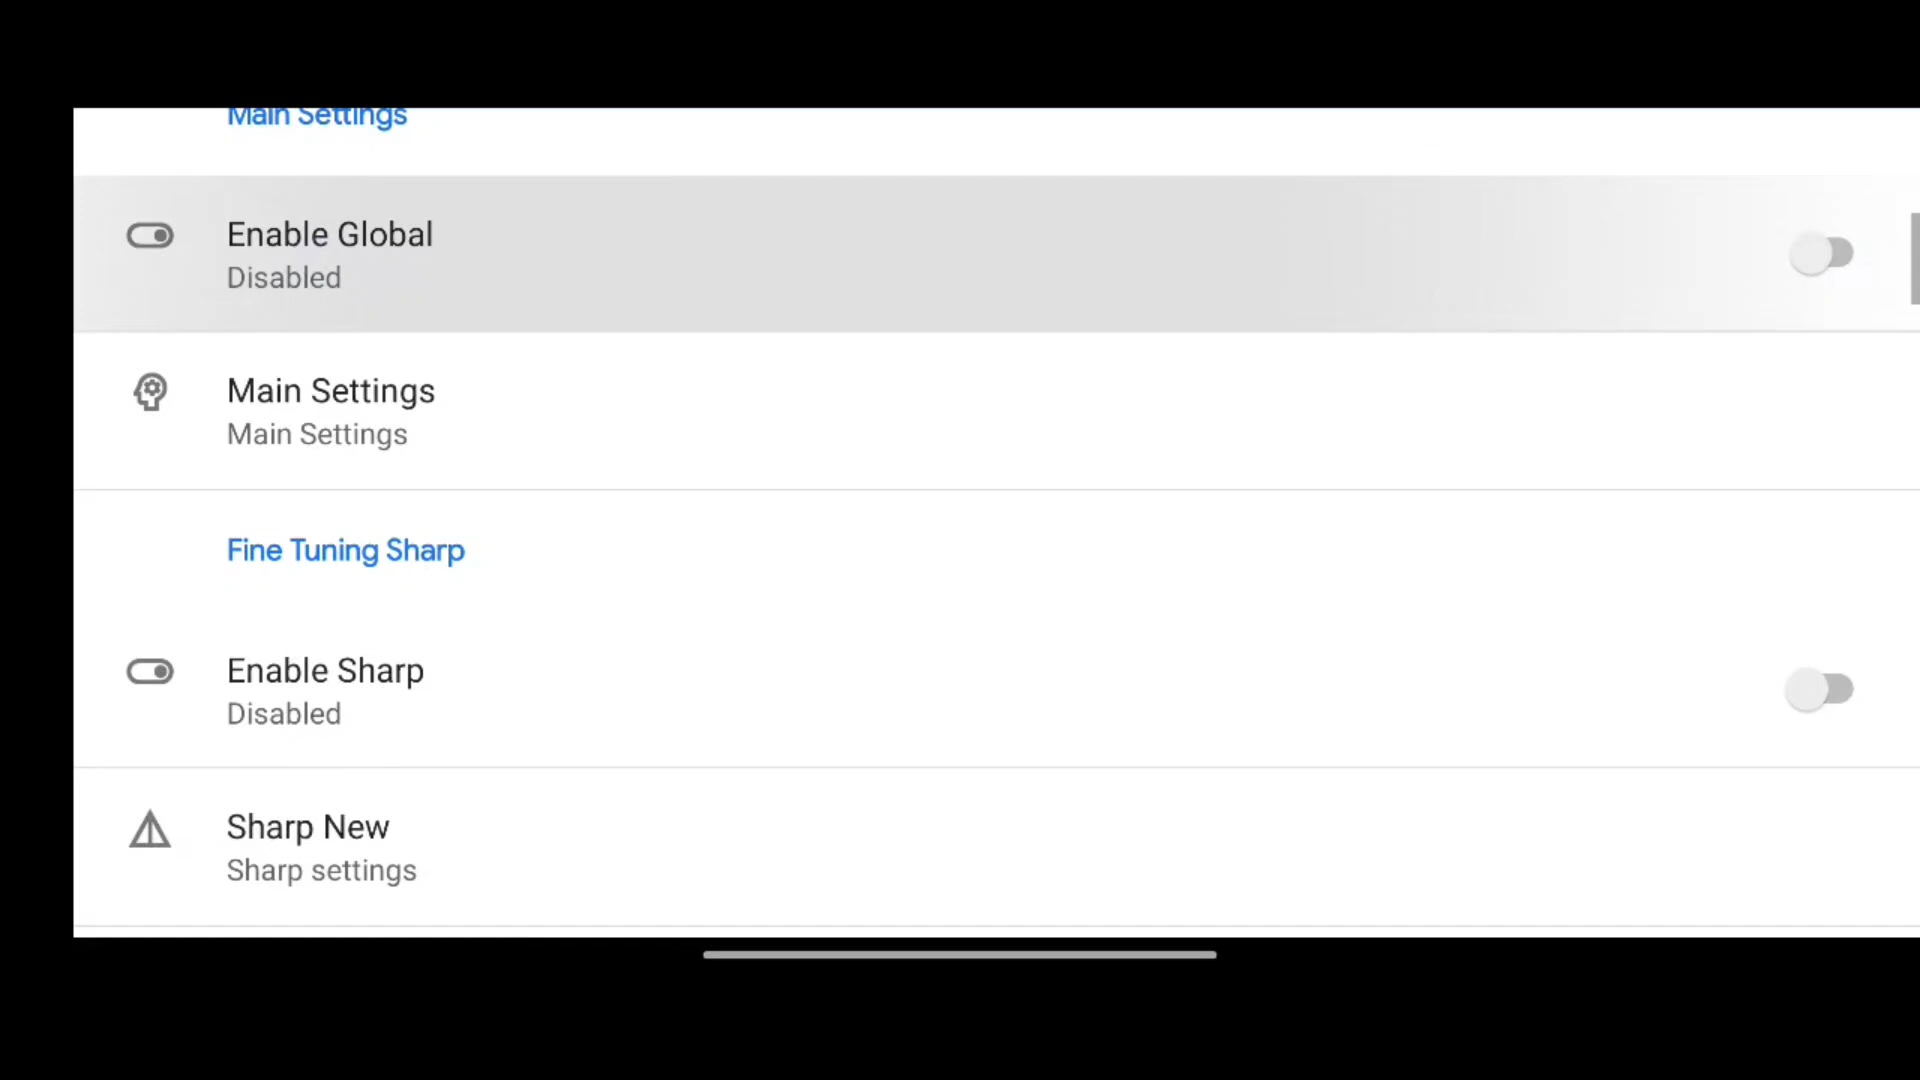 Main Settings
Enable Global
Disabled
Main Settings
Main Settings
Fine Tuning Sharp
Enable Sharp
Disabled
Sharp New
Sharp settings